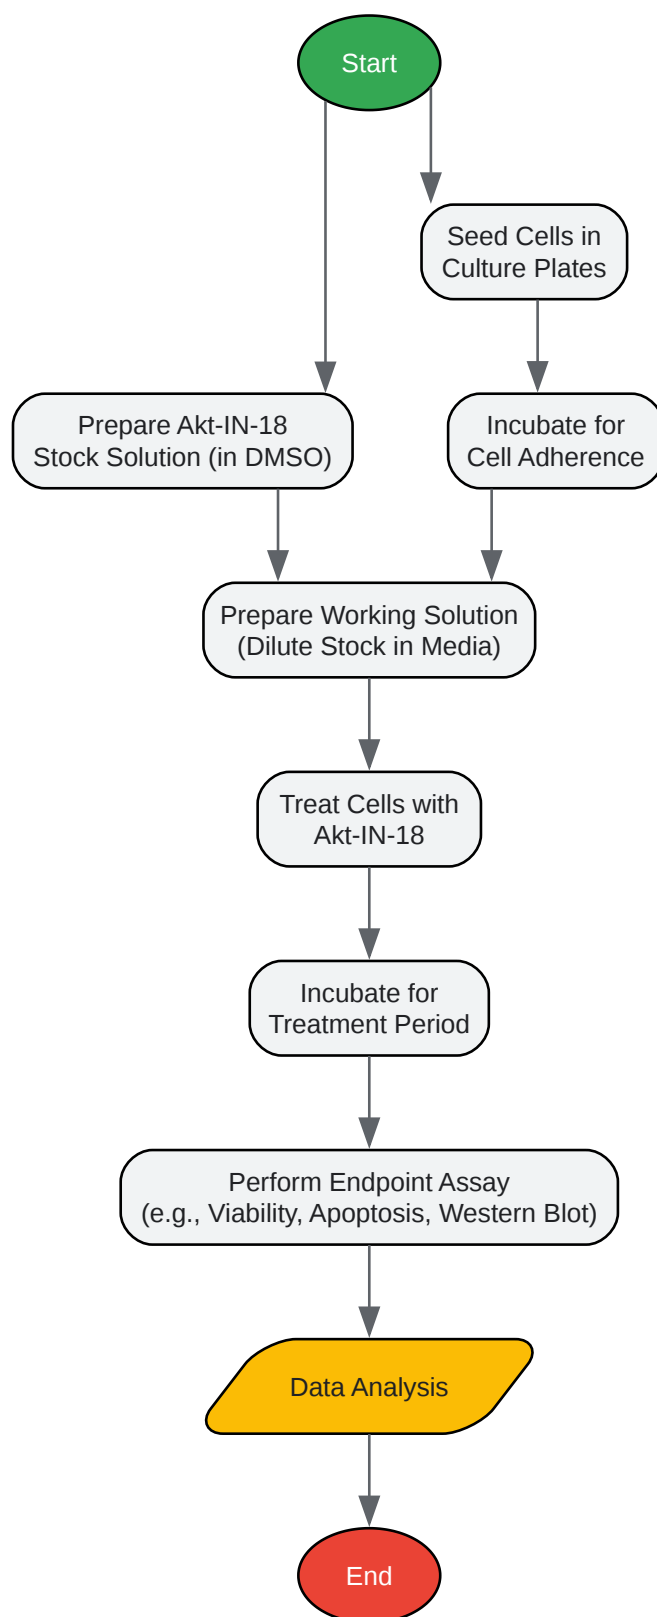 Start
Seed Cells in
Culture Plates
Prepare Akt-IN-18
Stock Solution (in DMSO)
Incubate for
Cell Adherence
Prepare Working Solution
(Dilute Stock in Media)
Treat Cells with
Akt-IN-18
Incubate for
Treatment Period
Perform Endpoint Assay
(e.g., Viability, Apoptosis, Western Blot)
Data Analysis
End